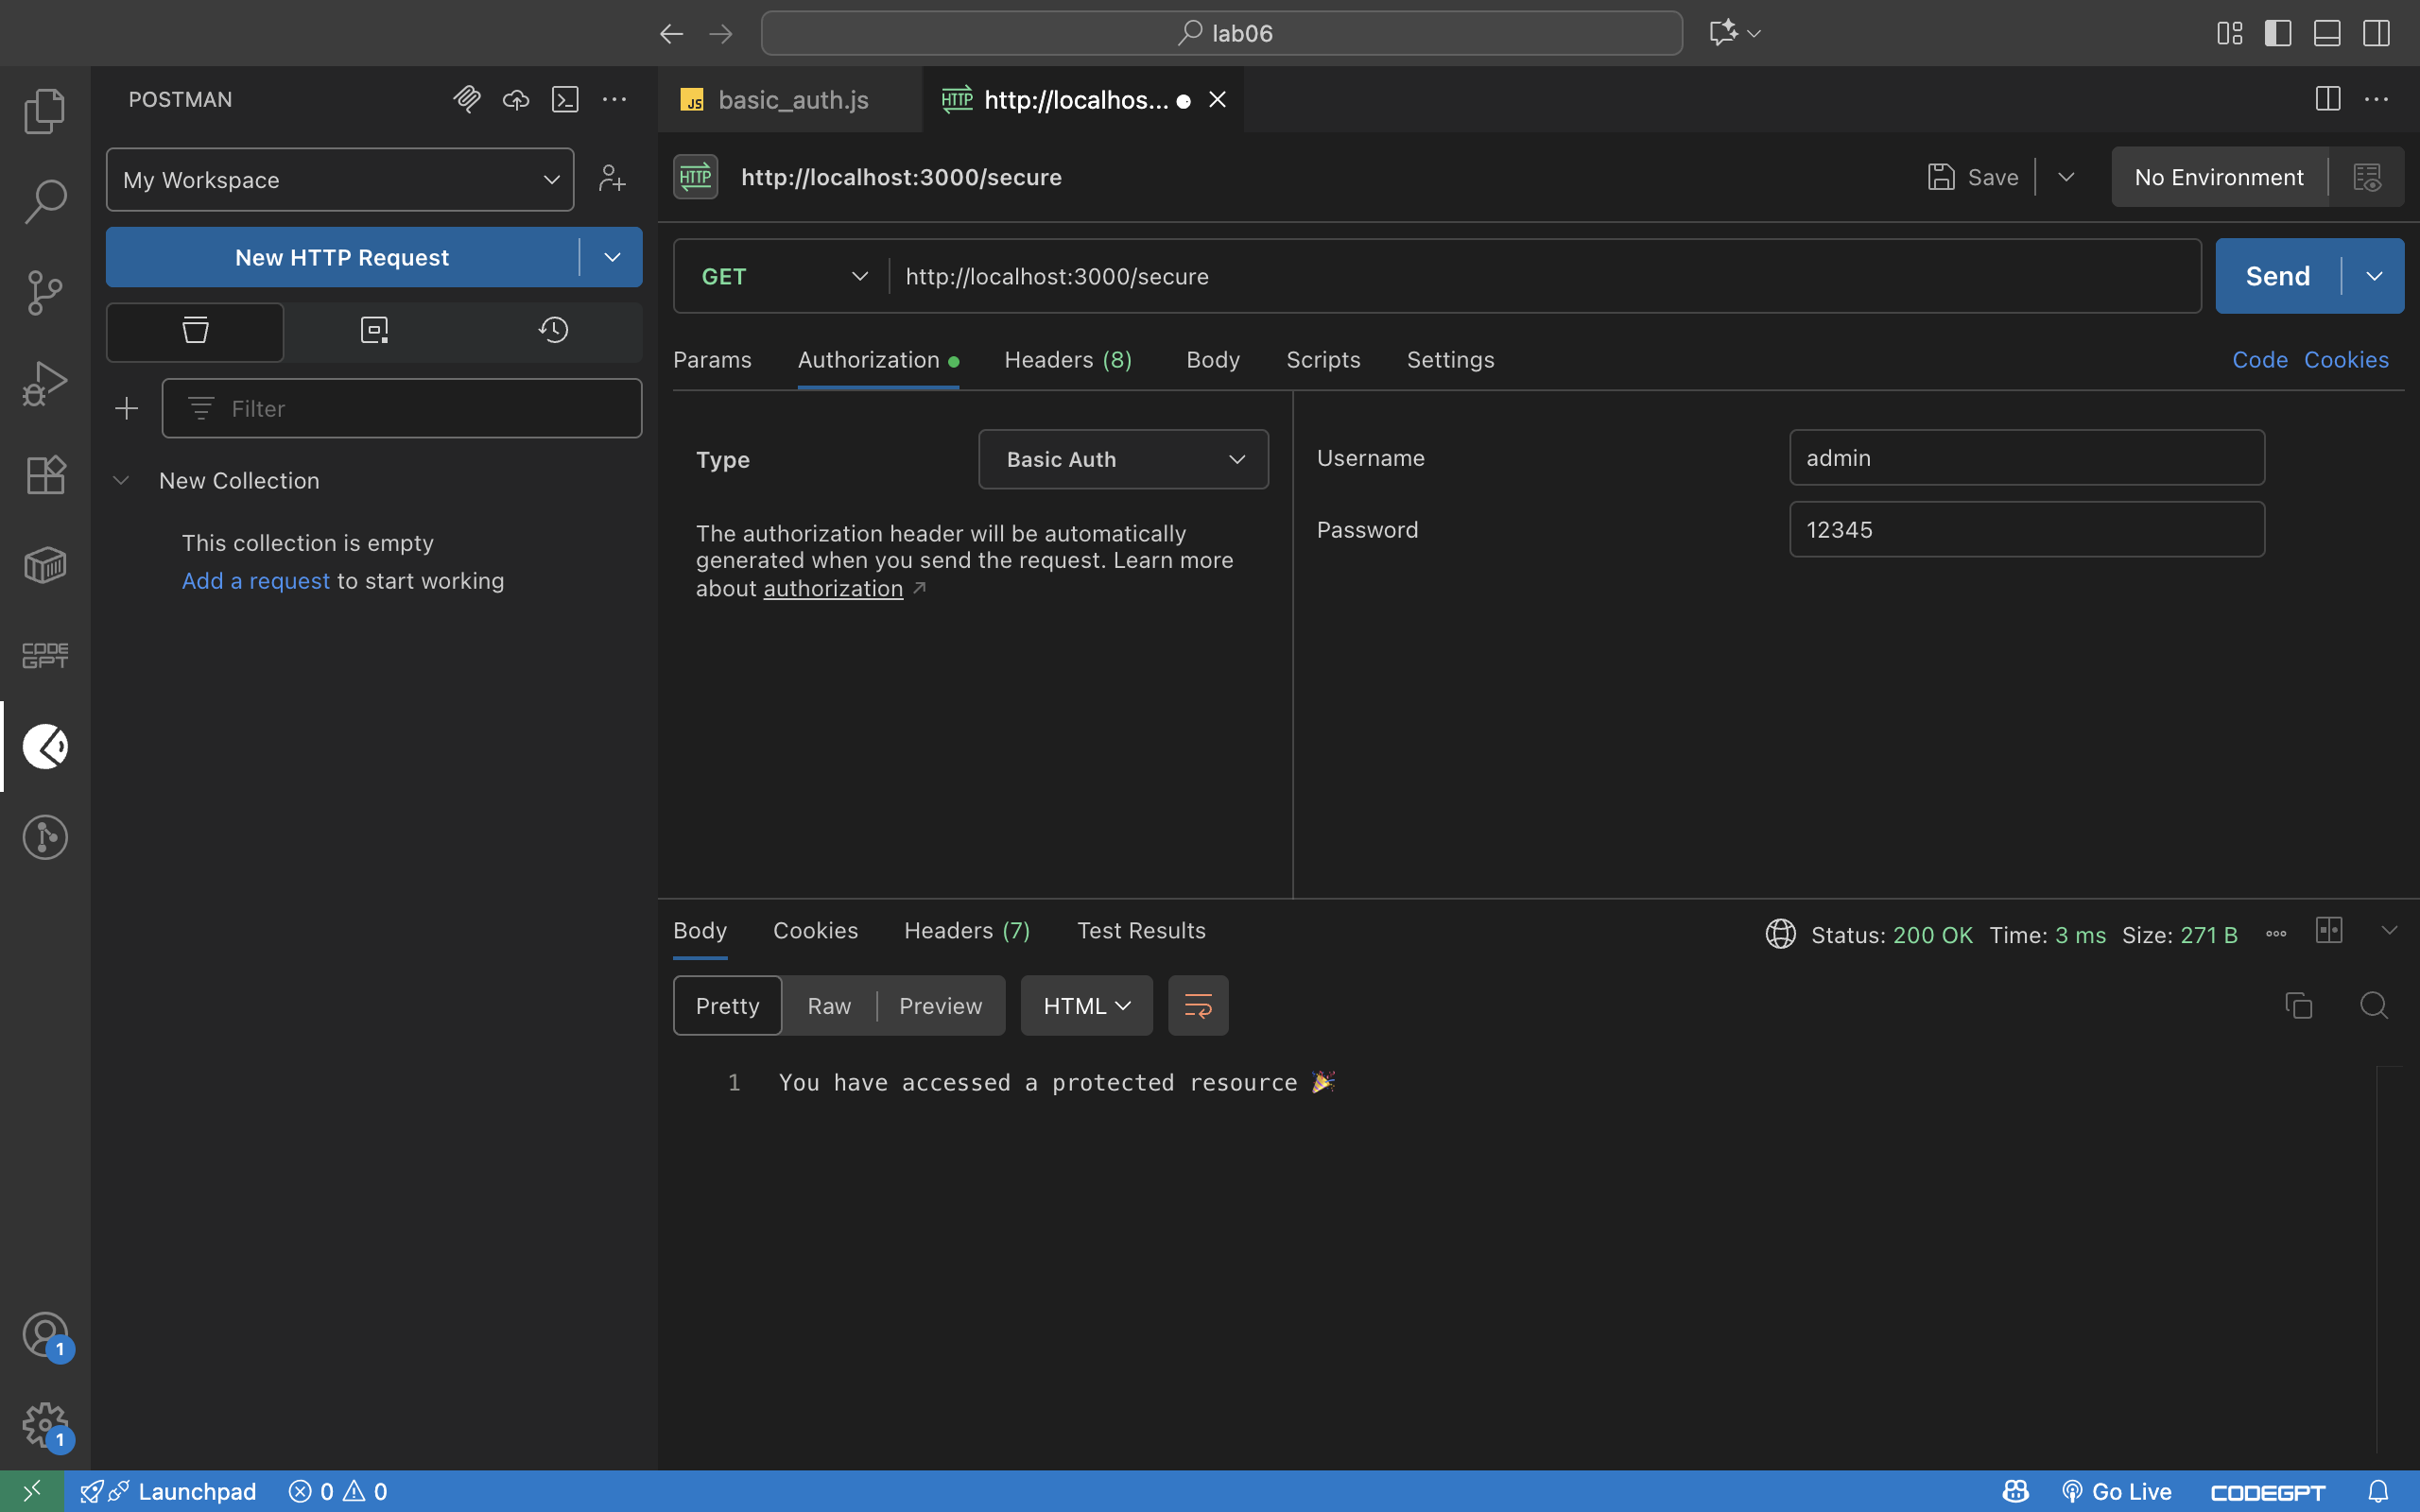 lab06
POSTMAN
My Workspace
New HTTP Request
Filter
New Collection
This collection is empty
Add a request to start working
CODE
GPT
1
1
JS basic_auth.js
HTTP http://localhos...
HTTP http://localhost:3000/secure
Save
No Environment
GET http://localhost:3000/secure
Send
Params Authorization Headers (8) Body Scripts Settings Code Cookies
Type Basic Auth
The authorization header will be automatically
generated when you send the request. Learn more
about authorization ↗
Username admin
Password 12345
Body Cookies Headers (7) Test Results Status: 200 OK Time: 3 ms Size: 271 B
Pretty Raw Preview HTML
1 You have accessed a protected resource 🎉
Launchpad 0 0 Go Live CODEGPT